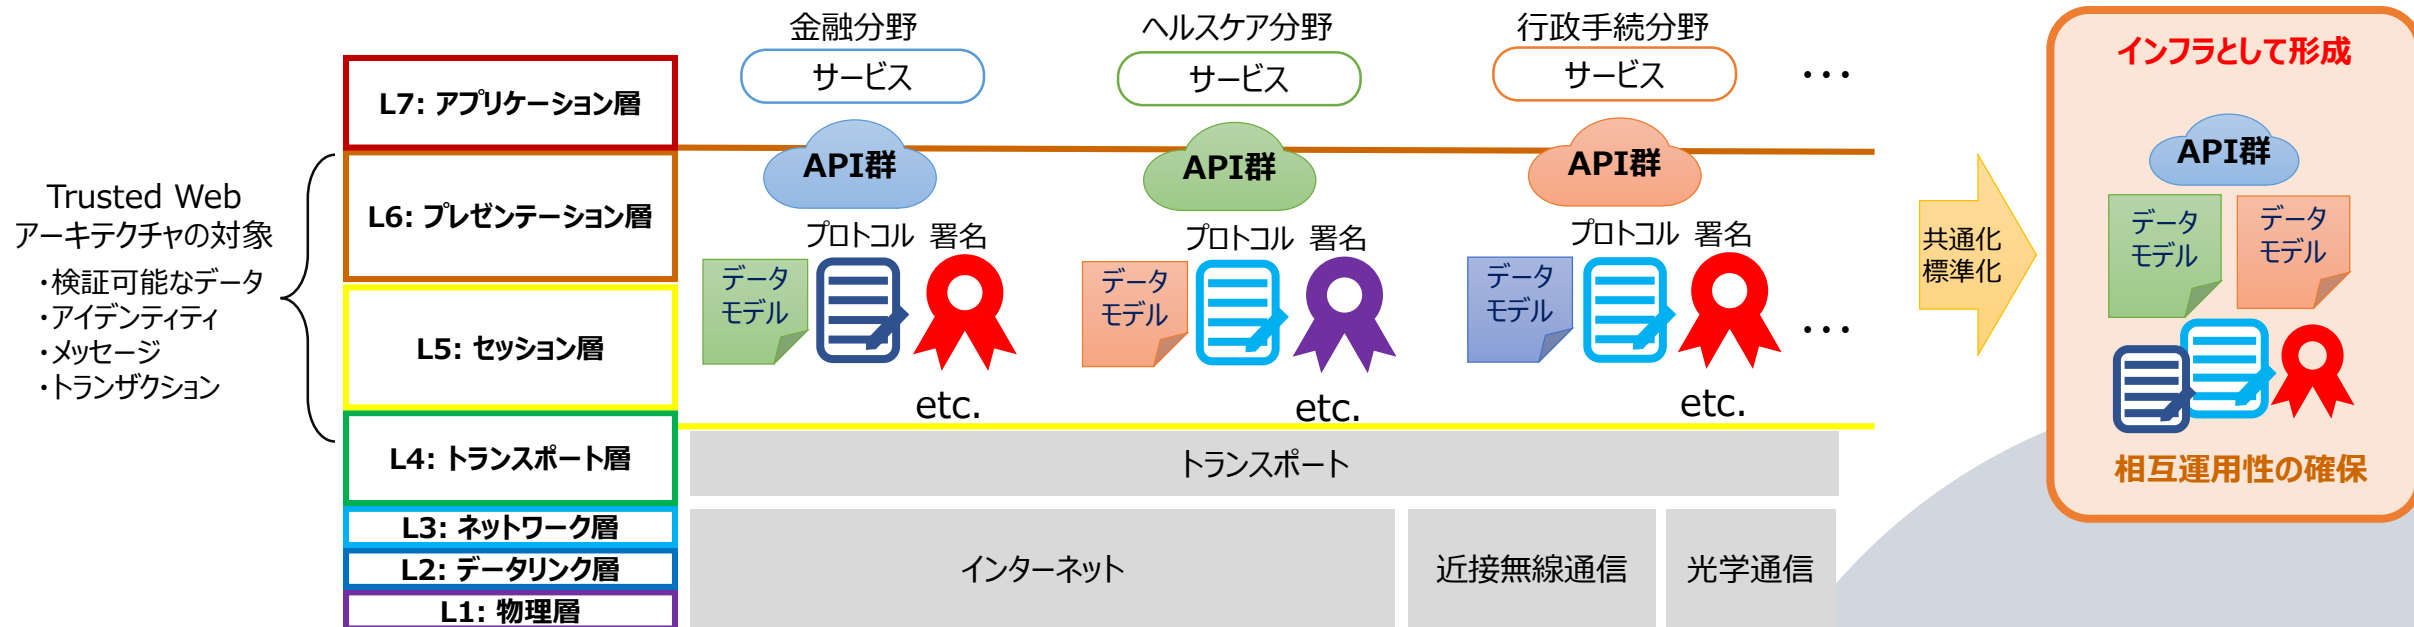 Trusted Web
アーキテクチャの対象
・検証可能なデータ
・アイデンティティ
・メッセージ
・トランザクション
L7: アプリケーション層
L6: プレゼンテーション層
L5: セッション層
L4: トランスポート層
L3: ネットワーク層
L2: データリンク層
L1: 物理層
金融分野
サービス
API群
プロトコル 署名
データ
モデル
etc.
ヘルスケア分野
サービス
API群
プロトコル 署名
データ
モデル
etc.
行政手続分野
サービス
API群
プロトコル 署名
データ
モデル
etc.
・・・
・・・
トランスポート
インターネット
近接無線通信
光学通信
共通化
標準化
インフラとして形成
API群
データ
モデル
データ
モデル
相互運用性の確保